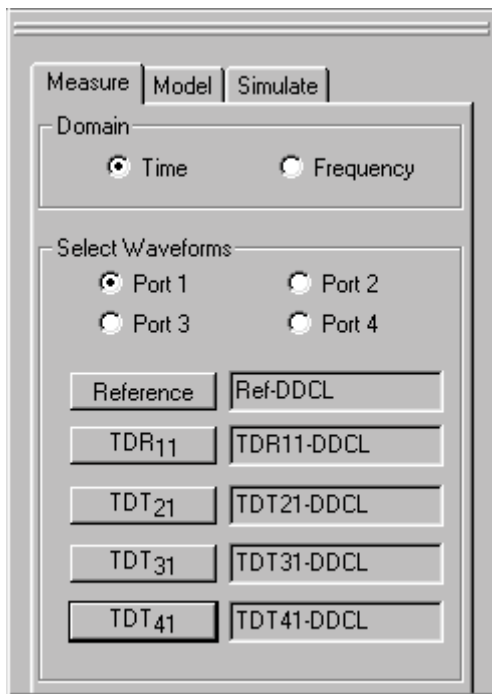 Measure Model Simulate
Domain
Time Frequency
Select Waveforms
Port 1 Port 2
Port 3 Port 4
Reference Ref-DDCL
TDR11 TDR11-DDCL
TDT21 TDT21-DDCL
TDT31 TDT31-DDCL
TDT41 TDT41-DDCL